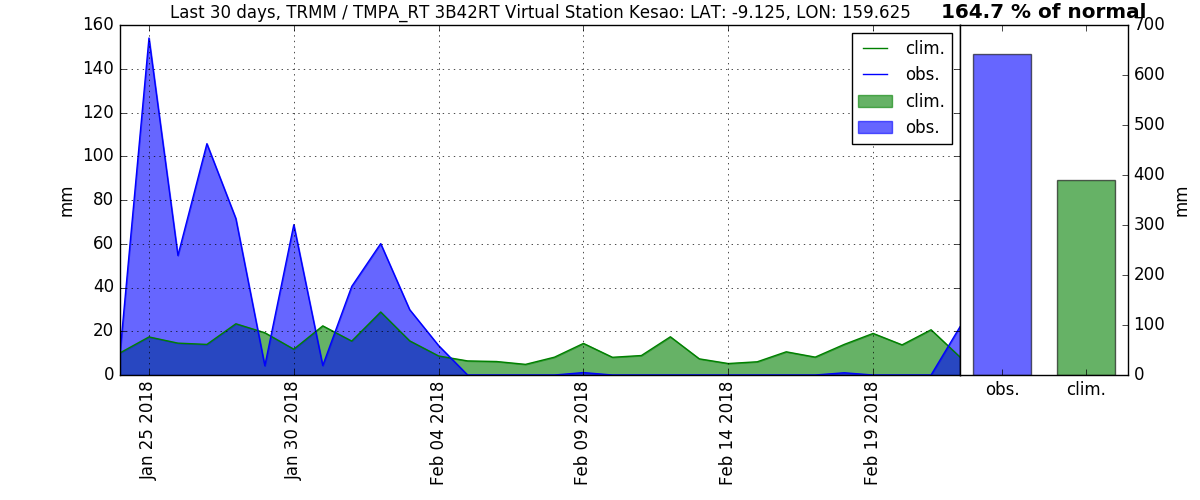 Last 30 days, TRMM / TMPA_RT 3B42RT Virtual Station Kesao: LAT: -9.125, LON: 159.625
164.7 % of normal
160
140
120
100
80
60
40
20
0
mm
clim.
obs.
clim.
obs.
Jan 25 2018
Jan 30 2018
Feb 04 2018
Feb 09 2018
Feb 14 2018
Feb 19 2018
700
600
500
400
300
200
100
0
mm
obs.
clim.